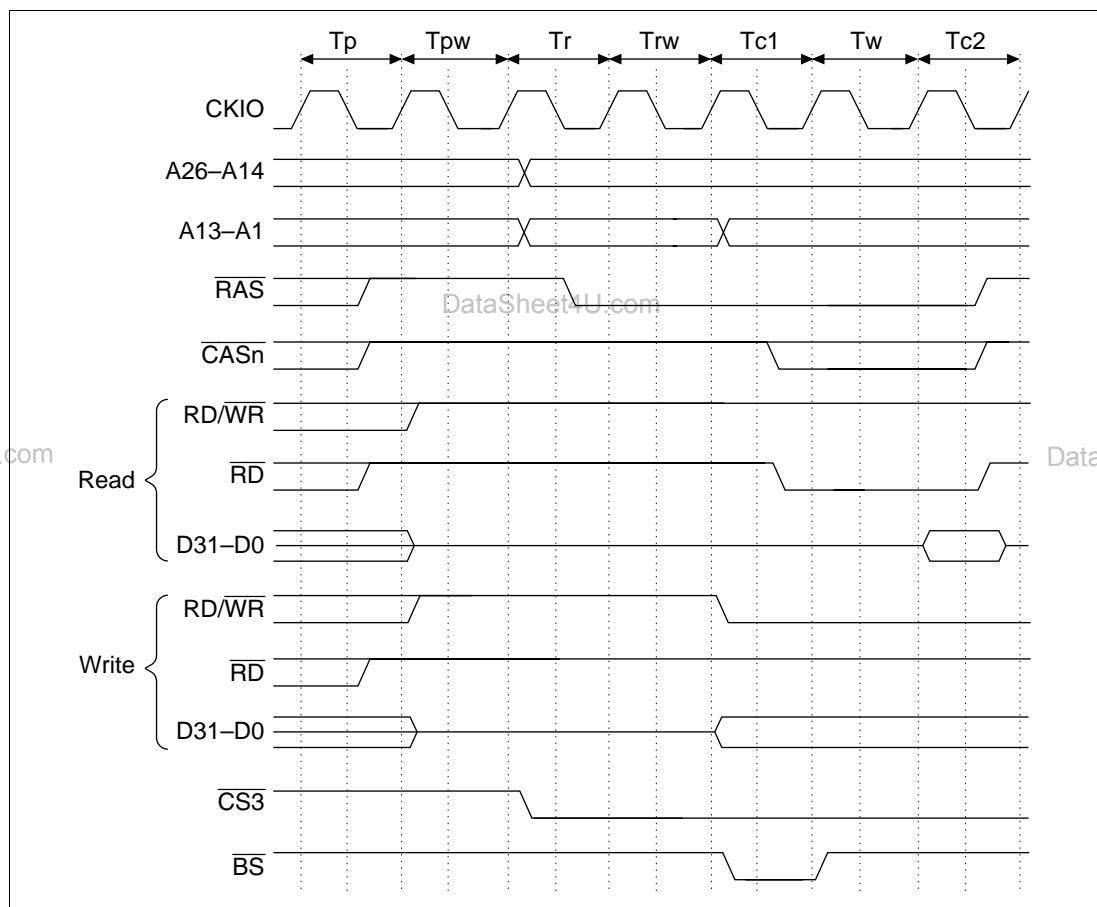 Tp Tpw Tr Trw Tc1 Tw Tc2
CKIO
A26–A14
A13–A1
RAS
DataSheet4U.com
CASn
RD/WR
.com
Data
Read
RD
D31–D0
RD/WR
Write
RD
D31–D0
CS3
BS